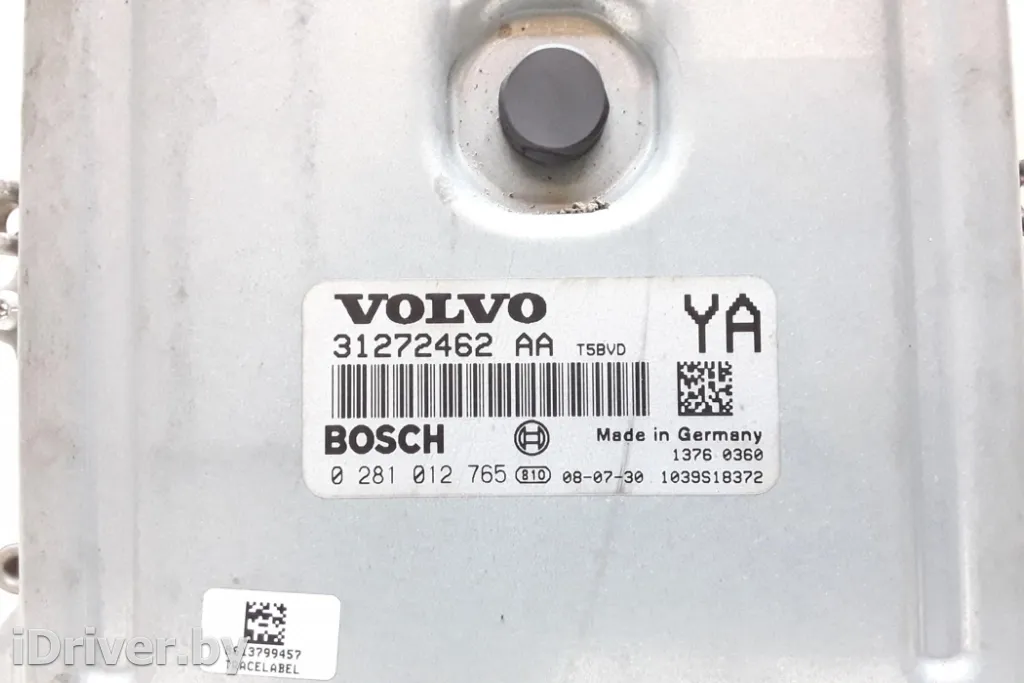 VOLVO
YA
31272462 AA T5BVD
BOSCH
Made in Germany
1376 0360
0 281 012 765 810 08-07-30 1039S18372
13799457
TRACELABEL
iDriver.by